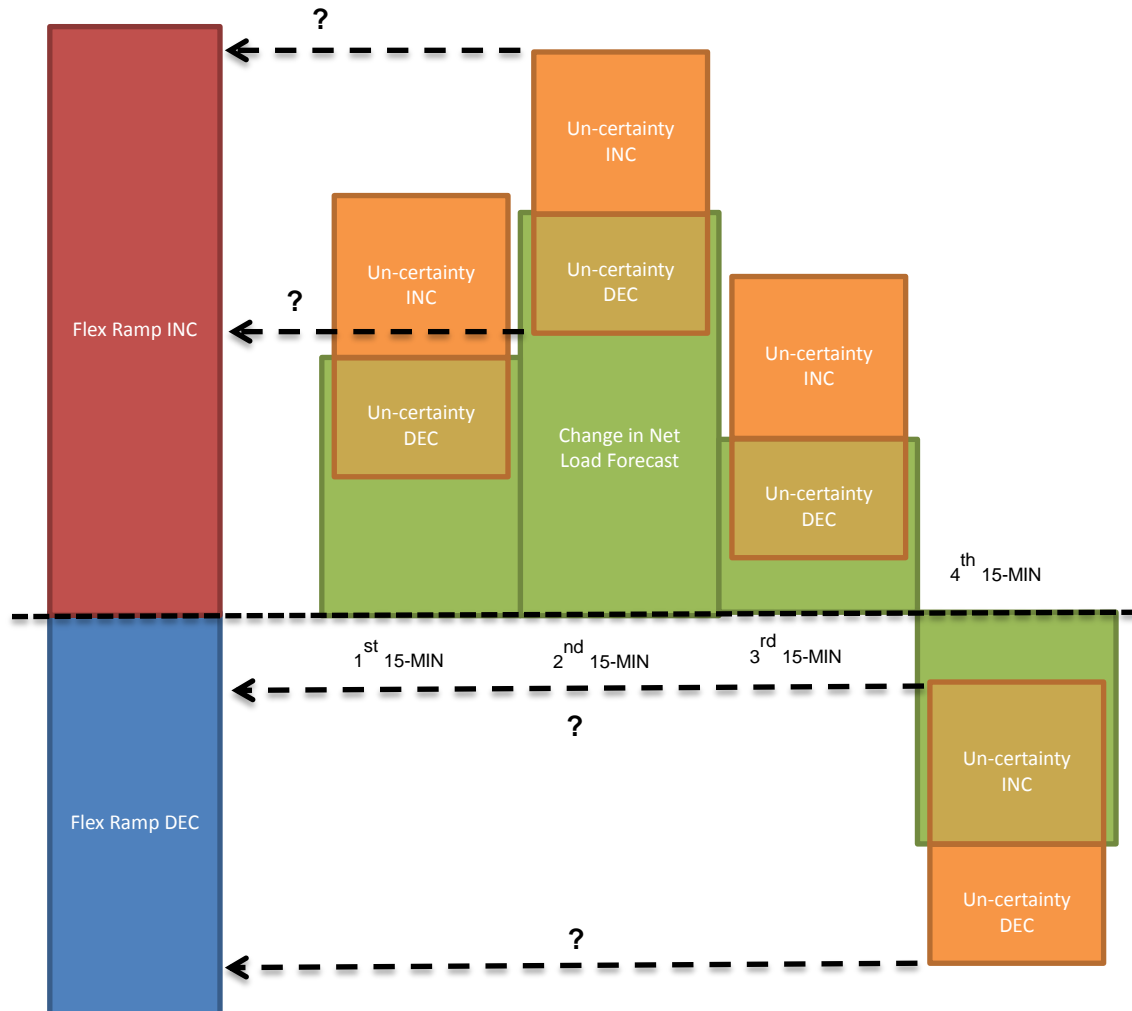 ?
Un-certainty
INC
Un-certainty
INC
Un-certainty
DEC
?
Flex Ramp INC
Un-certainty
INC
Un-certainty
DEC
Change in Net
Load Forecast
Un-certainty
DEC
4th 15-MIN
1st 15-MIN
2nd 15-MIN
3rd 15-MIN
?
Un-certainty
INC
Flex Ramp DEC
Un-certainty
DEC
?